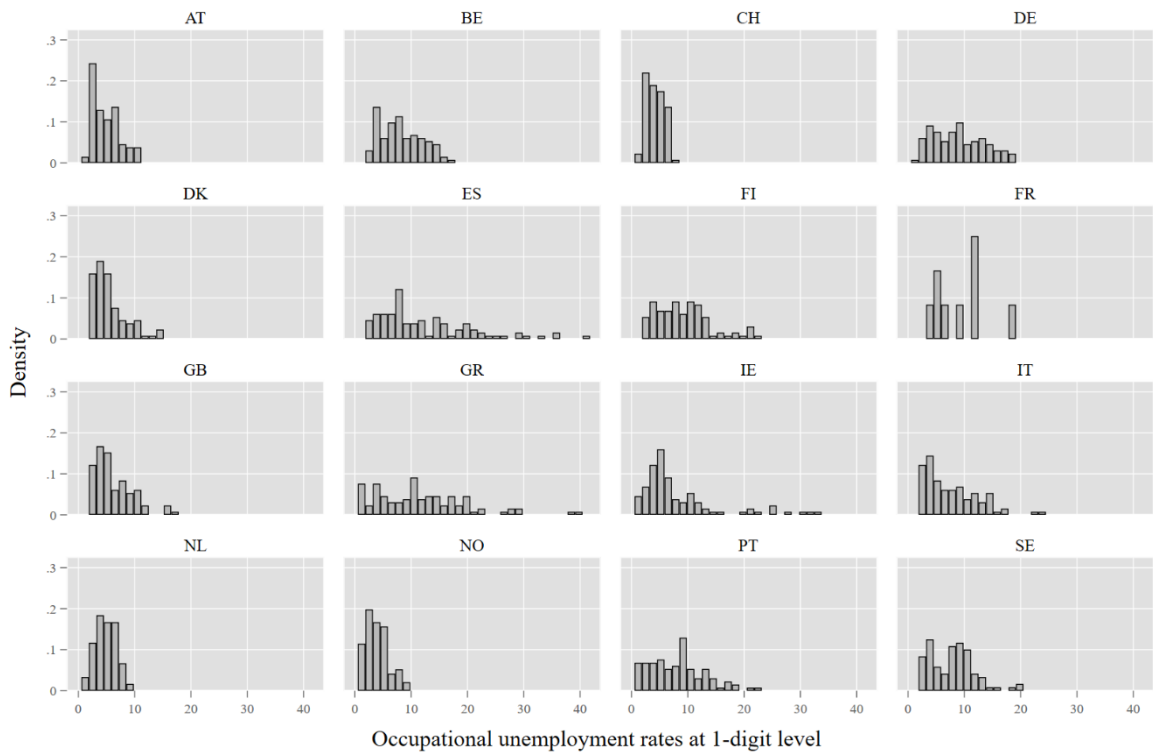 AT BE CH DE
.3
.2
.1
0
DK ES FI FR
.3
.2
.1
0
GB GR IE IT
.3
.2
.1
0
NL NO PT SE
.3
.2
.1
0
0 10 20 30 40 0 10 20 30 40 0 10 20 30 40 0 10 20 30 40
Density
Occupational unemployment rates at 1-digit level